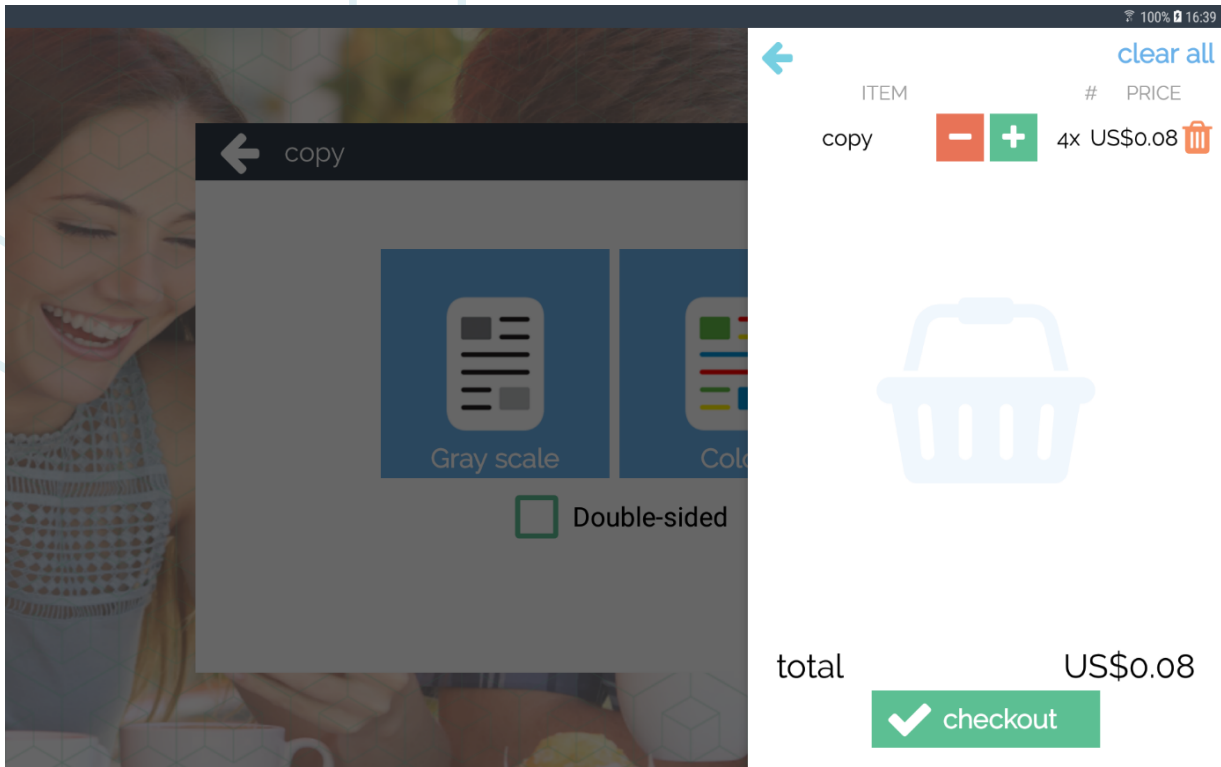 100% 16:39
clear all
ITEM # PRICE
copy - + 4x US$0.08
copy
Gray scale
Double-sided
total US$0.08
checkout